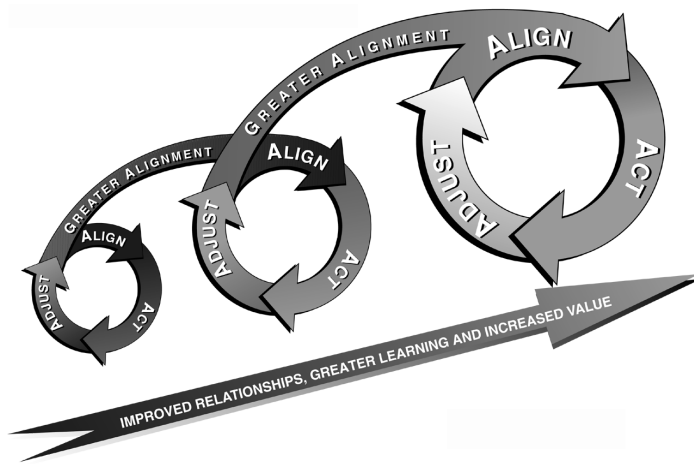 ALIGN
ACT
ADJUST
GREATER ALIGNMENT
ALIGN
ACT
ADJUST
GREATER ALIGNMENT
ALIGN
ACT
ADJUST
IMPROVED RELATIONSHIPS, GREATER LEARNING AND INCREASED VALUE